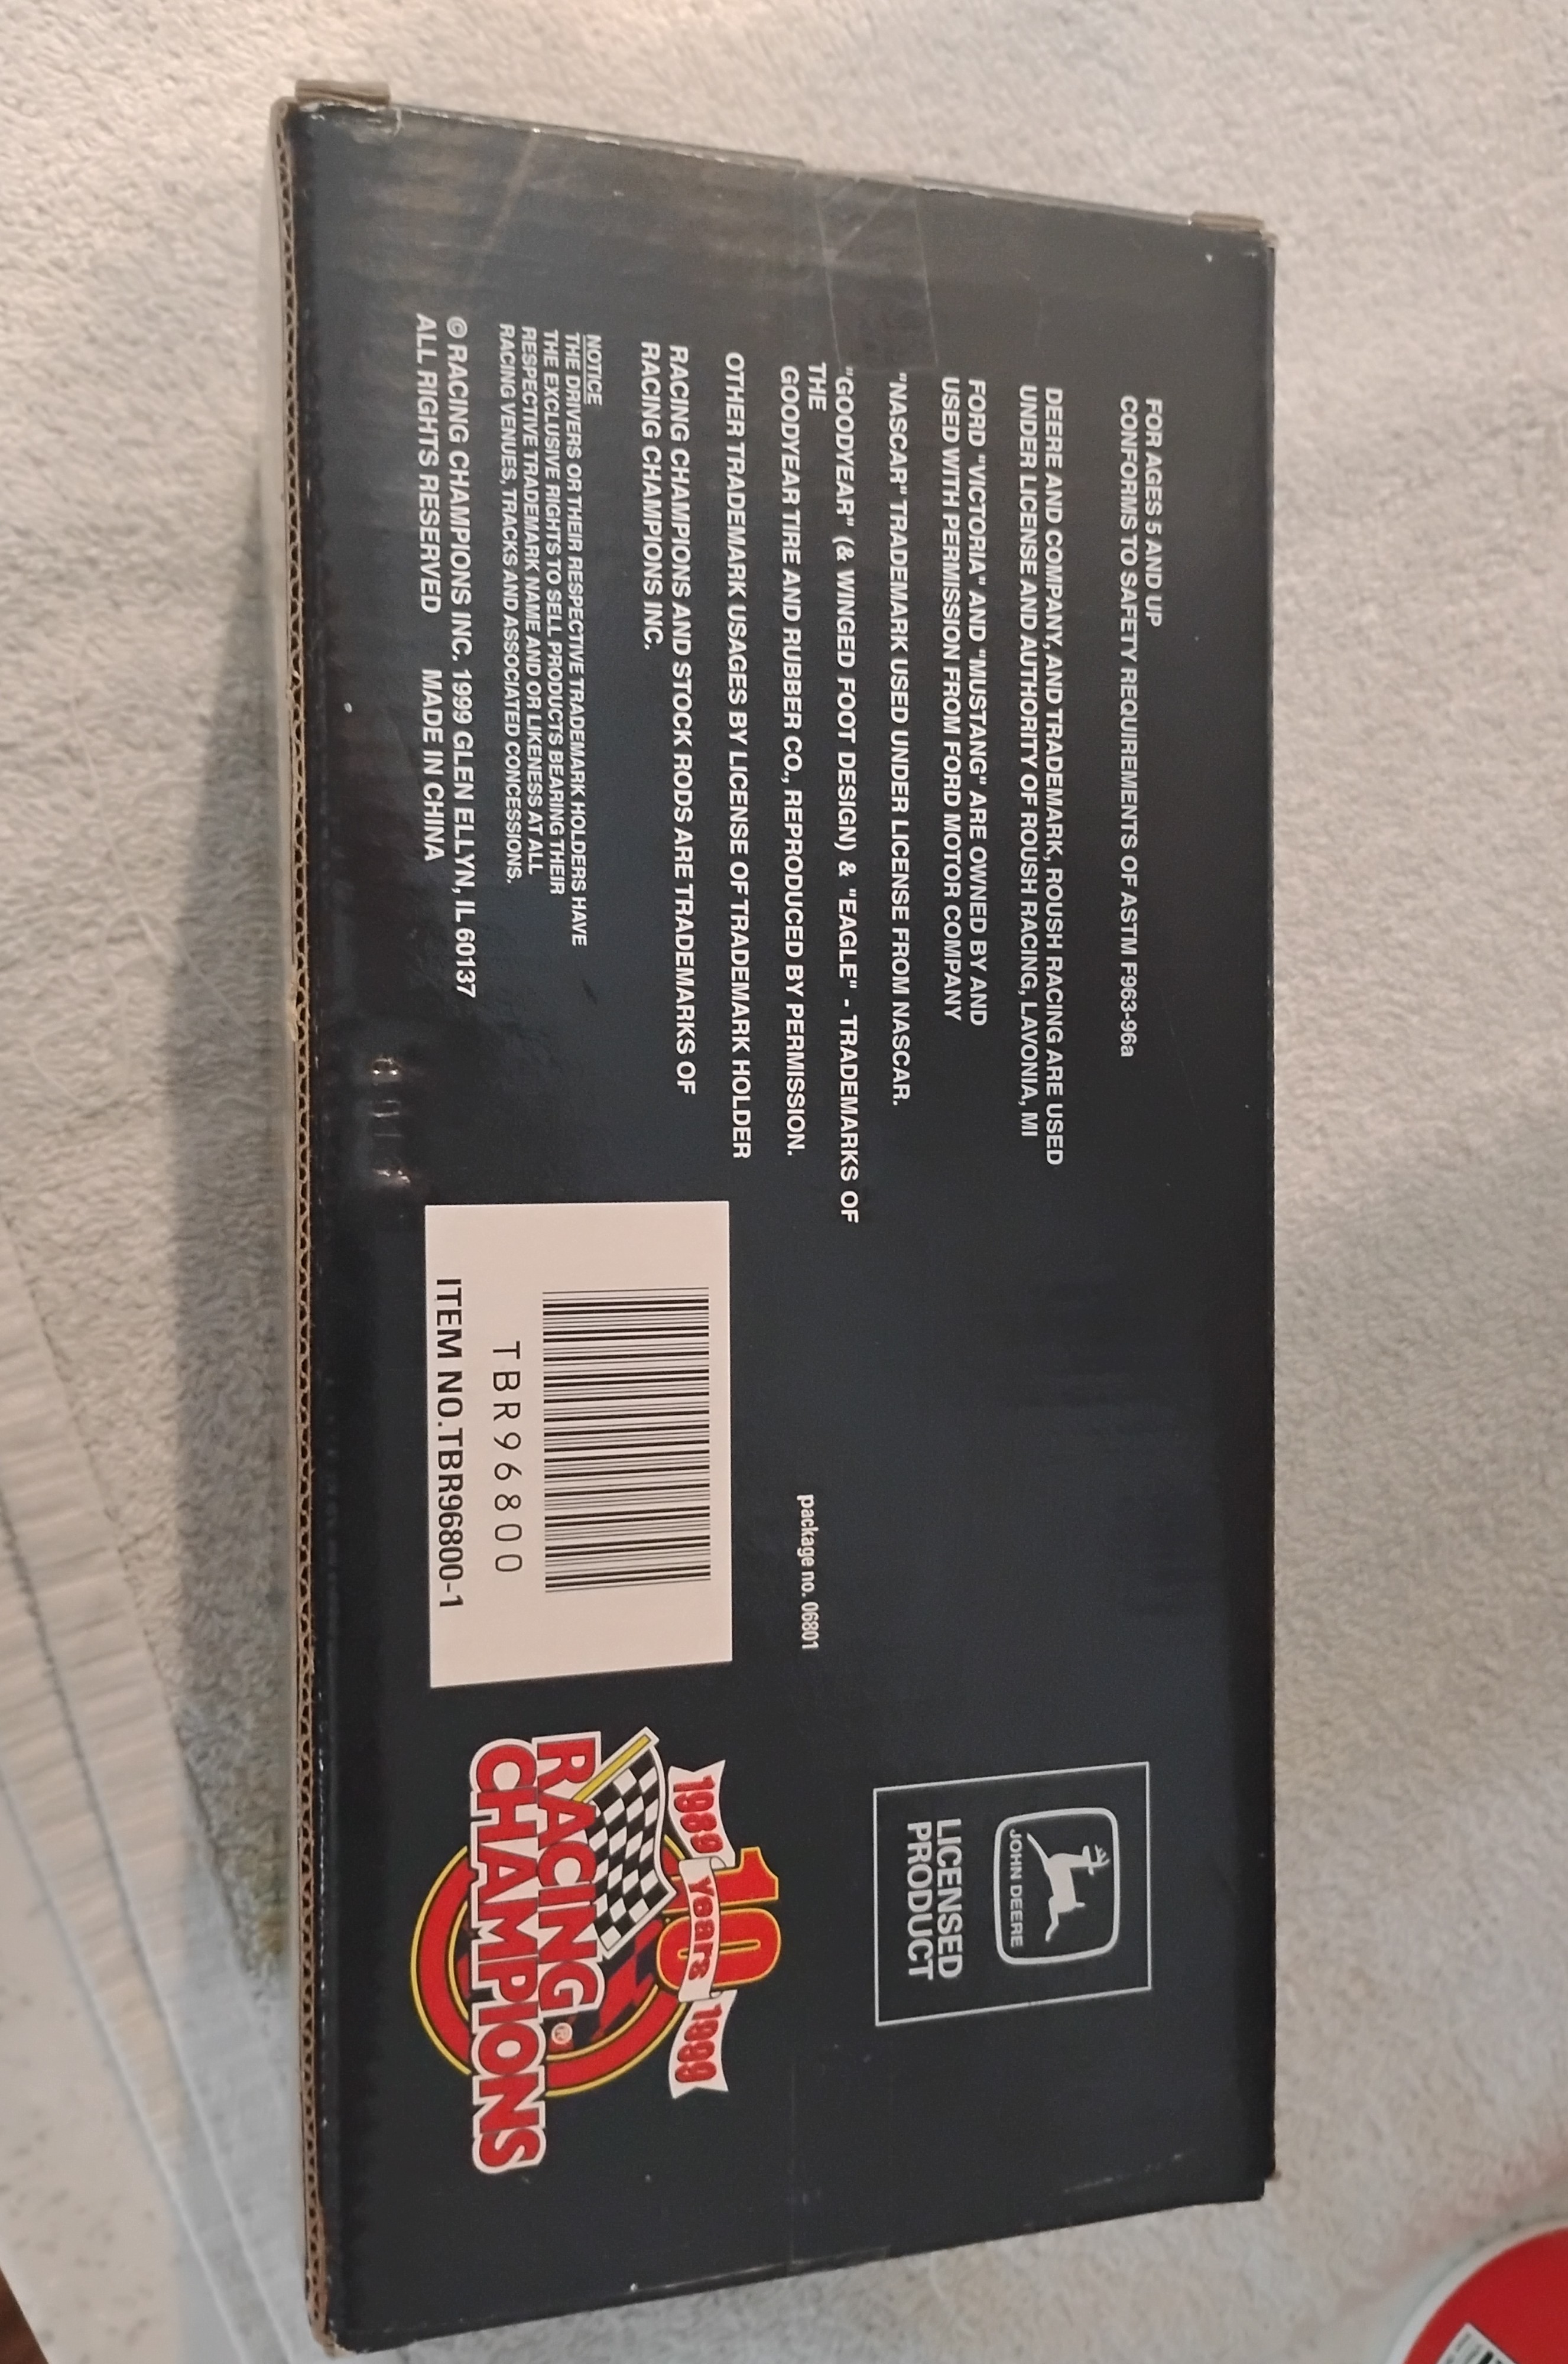 FOR AGES 5 AND UP
CONFORMS TO SAFETY REQUIREMENTS OF ASTM F963-96a
DEERE AND COMPANY, AND TRADEMARK, ROUSH RACING ARE USED
UNDER LICENSE AND AUTHORITY OF ROUSH RACING, LAVONIA, MI
FORD "VICTORIA" AND "MUSTANG" ARE OWNED BY AND
USED WITH PERMISSION FROM FORD MOTOR COMPANY
"NASCAR" TRADEMARK USED UNDER LICENSE FROM NASCAR.
"GOODYEAR" (& WINGED FOOT DESIGN) & "EAGLE" - TRADEMARKS OF
THE
GOODYEAR TIRE AND RUBBER CO., REPRODUCED BY PERMISSION.
OTHER TRADEMARK USAGES BY LICENSE OF TRADEMARK HOLDER
RACING CHAMPIONS AND STOCK RODS ARE TRADEMARKS OF
RACING CHAMPIONS INC.
NOTICE
THE DRIVERS OR THEIR RESPECTIVE TRADEMARK HOLDERS HAVE
THE EXCLUSIVE RIGHTS TO SELL PRODUCTS BEARING THEIR
RESPECTIVE TRADEMARK NAME AND OR LIKENESS AT ALL
RACING VENUES, TRACKS AND ASSOCIATED CONCESSIONS.
© RACING CHAMPIONS INC. 1999 GLEN ELLYN, IL 60137
ALL RIGHTS RESERVED MADE IN CHINA
package no. 06801
TBR96800
ITEM NO.TBR96800-1
JOHN DEERE
LICENSED
PRODUCT
10
1989 Years 1999
RACING®
CHAMPIONS